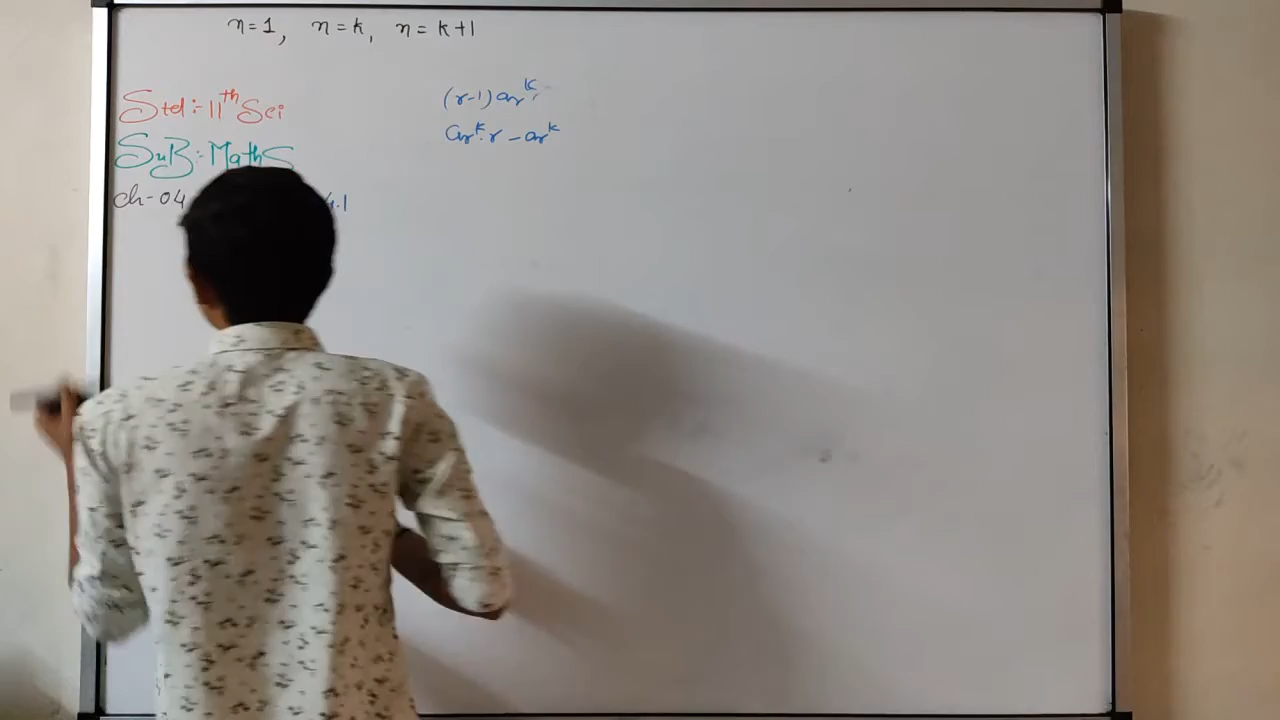 n=1, n=k, n=k+1
Std:- 11th Sci
SuB:- MathS
ch-04 4.1
(r-1)ar^k
ar^k.r - ar^k